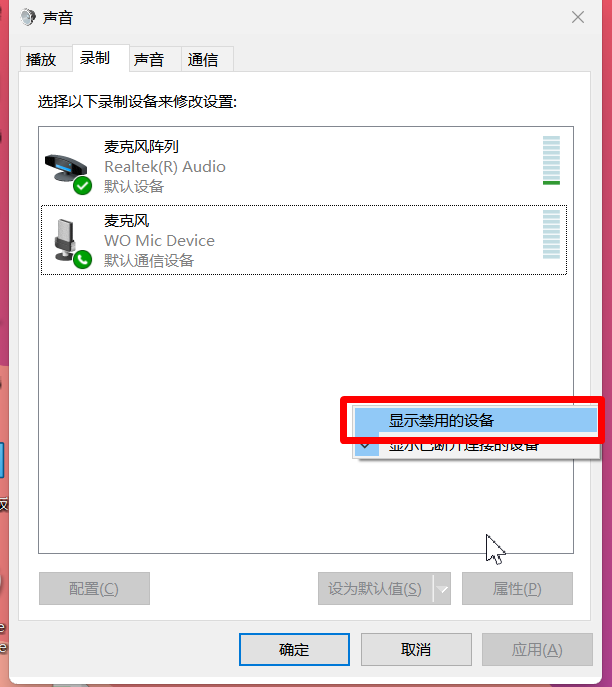 声音
播放 录制 声音 通信
选择以下录制设备来修改设置:
麦克风阵列
Realtek(R) Audio
默认设备
麦克风
WO Mic Device
默认通信设备
显示禁用的设备
显示已断开连接的设备
配置(C) 设为默认值(S) 属性(P)
确定 取消 应用(A)